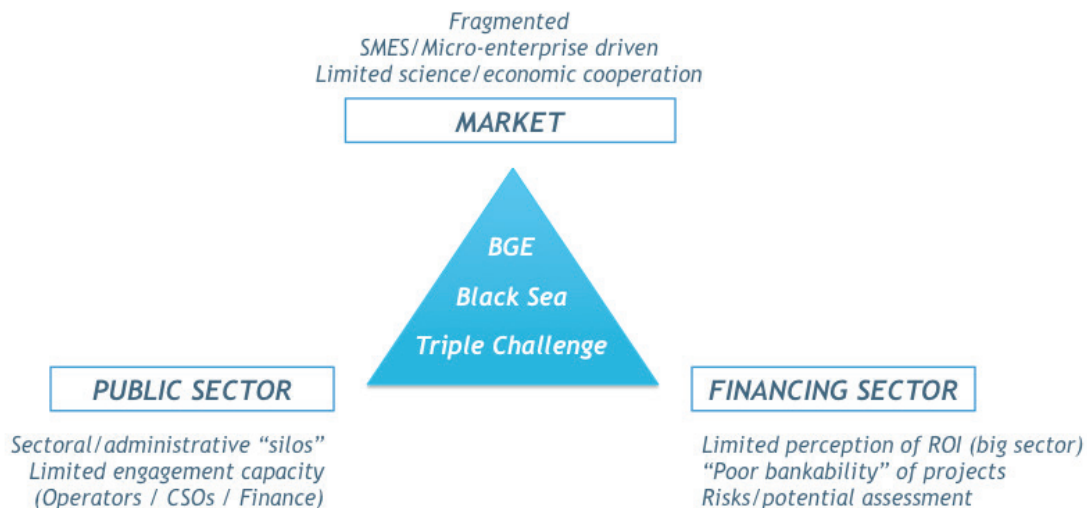 Fragmented
SMES/Micro-enterprise driven
Limited science/economic cooperation
MARKET
BGE
Black Sea
Triple Challenge
PUBLIC SECTOR
Sectoral/administrative “silos”
Limited engagement capacity
(Operators / CSOs / Finance)
FINANCING SECTOR
Limited perception of ROI (big sector)
“Poor bankability” of projects
Risks/potential assessment